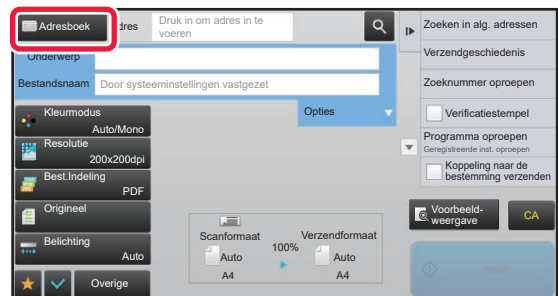 Adresboek
dres
Druk in om adres in te
voeren
Onderwerp
Bestandsnaam
Door systeeminstellingen vastgezet
Opties
Kleurmodus
Auto/Mono
Resolutie
200x200dpi
Best.Indeling
PDF
Origineel
Belichting
Auto
Overige
Scanformaat
Auto
A4
100%
Verzendformaat
Auto
A4
Zoeken in alg. adressen
Verzendgeschiedenis
Zoeknummer oproepen
Verificatiestempel
Programma oproepen
Geregistreerde inst. oproepen
Koppeling naar de
bestemming verzenden
Voorbeeld-
weergave
CA
Start